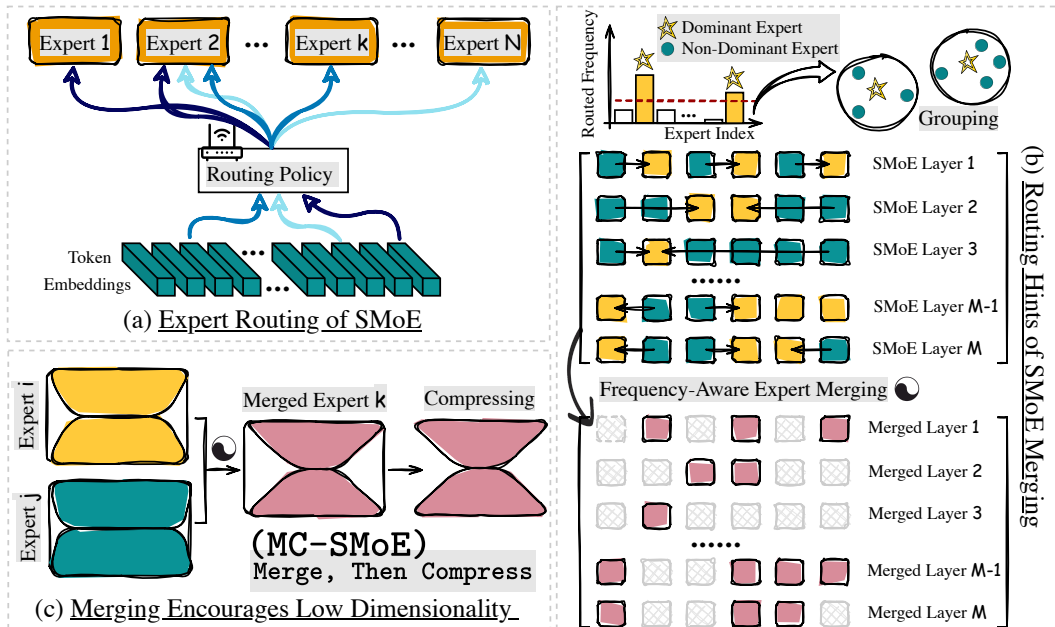 Expert 1
Expert 2
...
Expert k
...
Expert N
Routing Policy
Token
Embeddings
...
...
(a) Expert Routing of SMoE
Expert i
Expert j
Merged Expert k
Compressing
(MC-SMoE)
Merge, Then Compress
(c) Merging Encourages Low Dimensionality
Routed Frequency
Dominant Expert
Non-Dominant Expert
...
Expert Index
Grouping
SMoE Layer 1
SMoE Layer 2
SMoE Layer 3
......
SMoE Layer M-1
SMoE Layer M
Frequency-Aware Expert Merging
Merged Layer 1
Merged Layer 2
Merged Layer 3
......
Merged Layer M-1
Merged Layer M
(b) Routing Hints of SMoE Merging